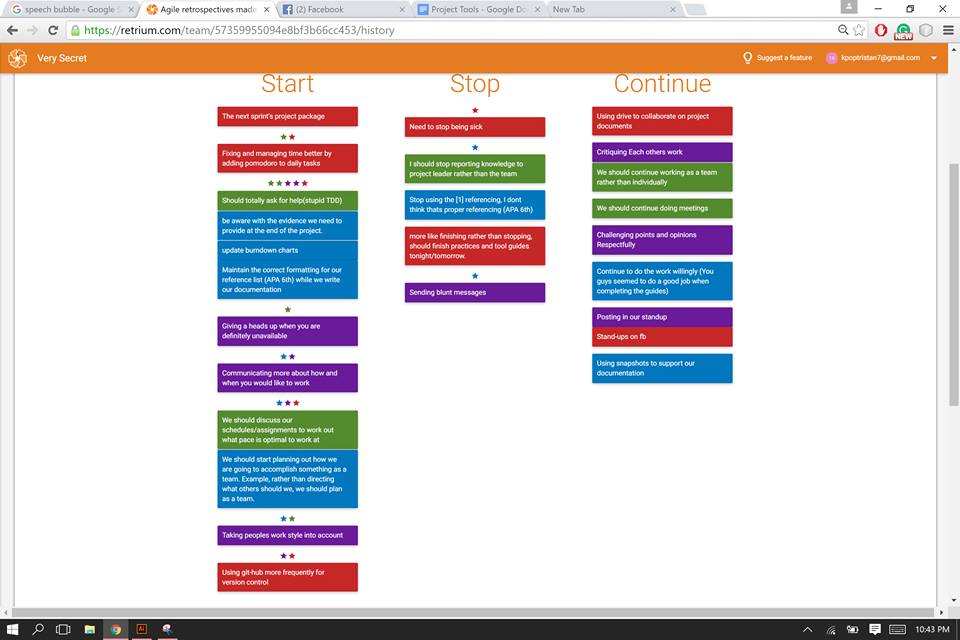 speech bubble - Google S
Agile retrospectives made
(2) Facebook
Project Tools - Google Do
New Tab
https://retrium.com/team/57359955094e8bf3b66cc453/history
NEW
Very Secret
Suggest a feature
kpoptristan7@gmail.com
Start
The next sprint's project package
Fixing and managing time better by
adding pomodoro to daily tasks
Should totally ask for help(stupid TDD)
be aware with the evidence we need to
provide at the end of the project.
update burndown charts
Maintain the correct formatting for our
reference list (APA 6th) while we write
our documentation
Giving a heads up when you are
definitely unavailable
Communicating more about how and
when you would like to work
We should discuss our
schedules/assignments to work out
what pace is optimal to work at
We should start planning out how we
are going to accomplish something as a
team. Example, rather than directing
what others should we, we should plan
as a team.
Taking peoples work style into account
Using git-hub more frequently for
version control
Stop
Need to stop being sick
I should stop reporting knowledge to
project leader rather than the team
Stop using the [1] referencing, I dont
think thats proper referencing (APA 6th)
more like finishing rather than stopping,
should finish practices and tool guides
tonight/tomorrow.
Sending blunt messages
Continue
Using drive to collaborate on project
documents
Critiquing Each others work
We should continue working as a team
rather than individually
We should continue doing meetings
Challenging points and opinions
Respectfully
Continue to do the work willingly (You
guys seemed to do a good job when
completing the guides)
Posting in our standup
Stand-ups on fb
Using snapshots to support our
documentation
Ai
10:43 PM